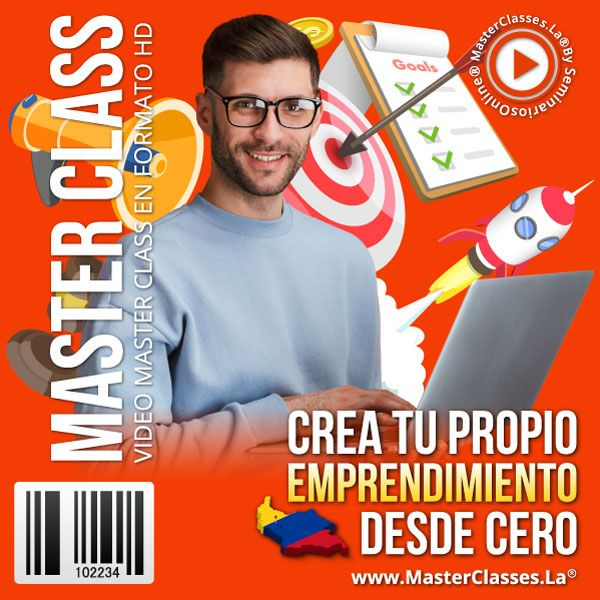 MASTER CLASS
VIDEO MASTER CLASS EN FORMATO HD
Goals
MasterClasses.La® By SeminariosOnline®
CREA TU PROPIO
EMPRENDIMIENTO
DESDE CERO
www.MasterClasses.La®
102234